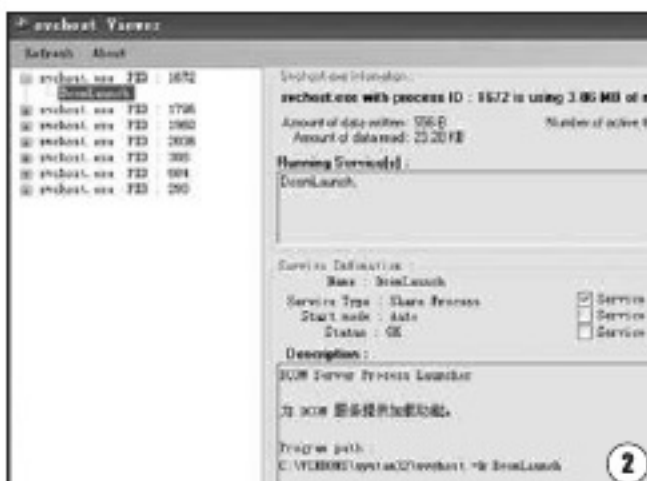 svchost Viewer
Refresh About
svchost.exe PID : 1672
DcomLaunch
svchost.exe PID : 1796
svchost.exe PID :
svchost.exe PID : 2036
svchost.exe PID :
svchost.exe PID :
svchost.exe PID :
Svchost.exe Information :
svchost.exe with process ID : 1672 is using 3.86 MB of
Amount of data written: 556 B
Number of active
Amount of data read: 23.20 KB
Running Service(s) :
DcomLaunch,
Service Information :
Name : DcomLaunch
Service Type : Share Process
Service
Start mode : Auto
Service
Status : OK
Service
Description :
DCOM Server Process Launcher
为 DCOM 服务提供加载功能。
Program path :
C:\WINDOWS\system32\svchost -k DcomLaunch
2